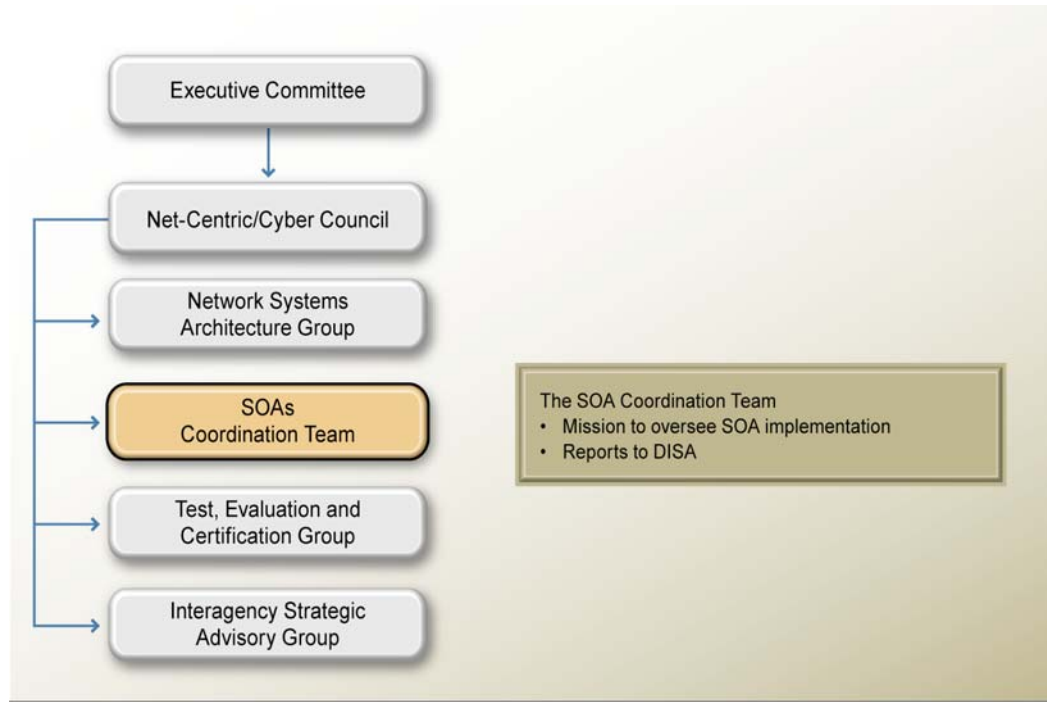 Executive Committee
Net-Centric/Cyber Council
Network Systems
Architecture Group
SOAs
Coordination Team
Test, Evaluation and
Certification Group
Interagency Strategic
Advisory Group
The SOA Coordination Team
• Mission to oversee SOA implementation
• Reports to DISA